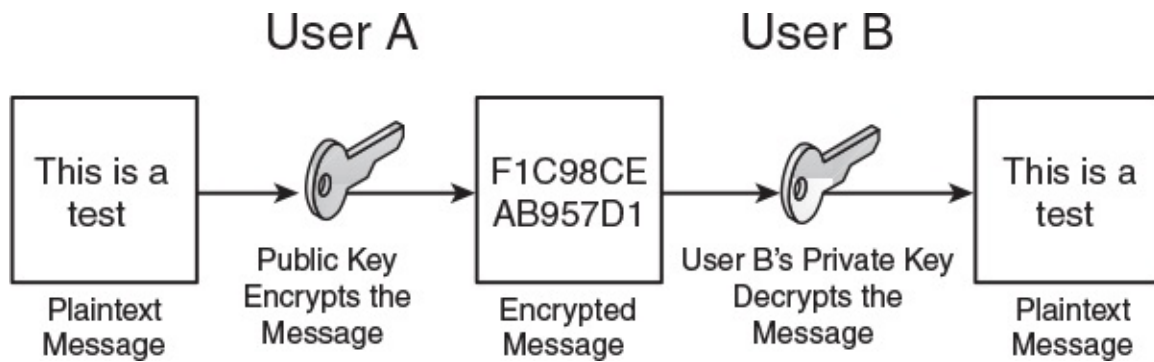 User A
User B
This is a
test
F1C98CE
AB957D1
This is a
test
Public Key
Encrypts the
Message
User B's Private Key
Decrypts the
Message
Plaintext
Message
Encrypted
Message
Plaintext
Message